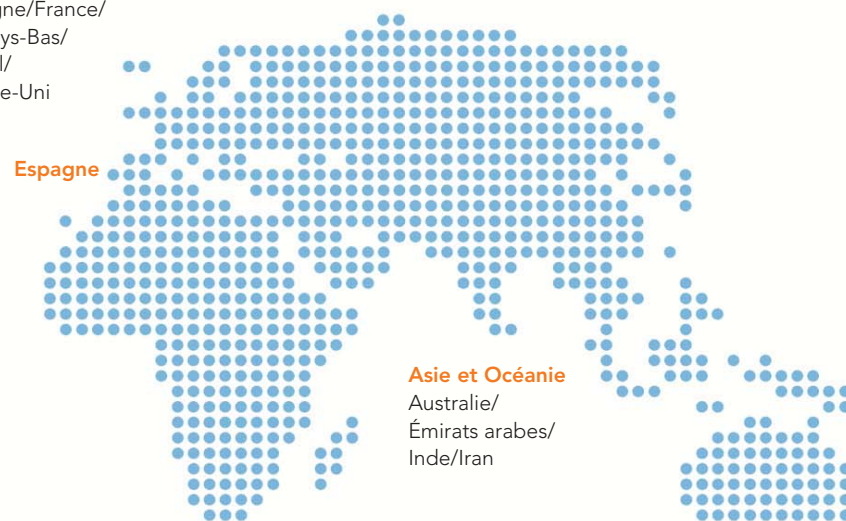 gne/France/
ys-Bas/
l/
e-Uni
Espagne
Asie et Océanie
Australie/
Émirats arabes/
Inde/Iran